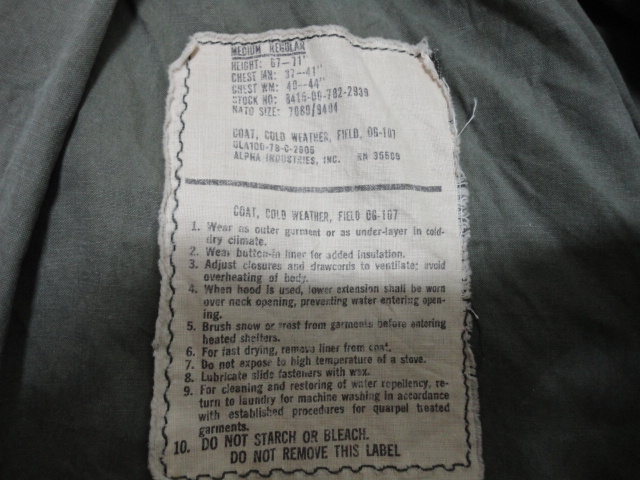 MEDIUM REGULAR
HEIGHT: 67—71"
CHEST MN: 37--41"
CHEST WM: 40--44"
STOCK NO: 8415-00-782-2939
NATO SIZE: 7080/9404
COAT, COLD WEATHER, FIELD, OG-107
DLA100-78-C-2605
ALPHA INDUSTRIES, INC.
COAT, COLD WEATHER, FIELD OG-107
1. Wear as outer garment or as under-layer in cold-
dry climate.
2. Wear button-in liner for added insulation.
3. Adjust closures and drawcords to ventilate; avoid
overheating of body.
4. When hood is used, lower extension shall be worn
over neck opening, preventing water entering open-
ing.
5. Brush snow or frost from garments before entering
heated shelters.
6. For fast drying, remove liner from coat.
7. Do not expose to high temperature of a stove.
8. Lubricate slide fasteners with wax.
9. For cleaning and restoring of water repellency, re-
turn to laundry for machine washing in accordance
with established procedures for quarpel treated
garments.
10. DO NOT STARCH OR BLEACH.
DO NOT REMOVE THIS LABEL